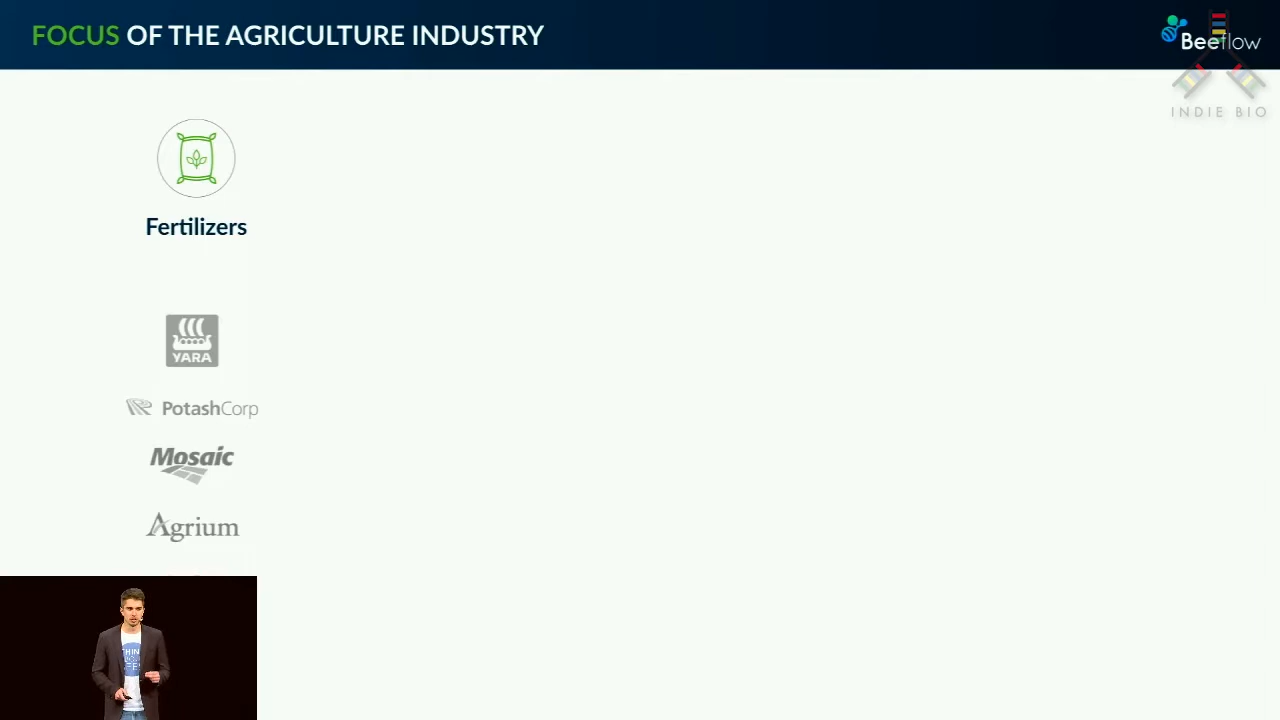 FOCUS OF THE AGRICULTURE INDUSTRY
Beeflow
INDIE BIO
Fertilizers
YARA
PotashCorp
Mosaic
Agrium